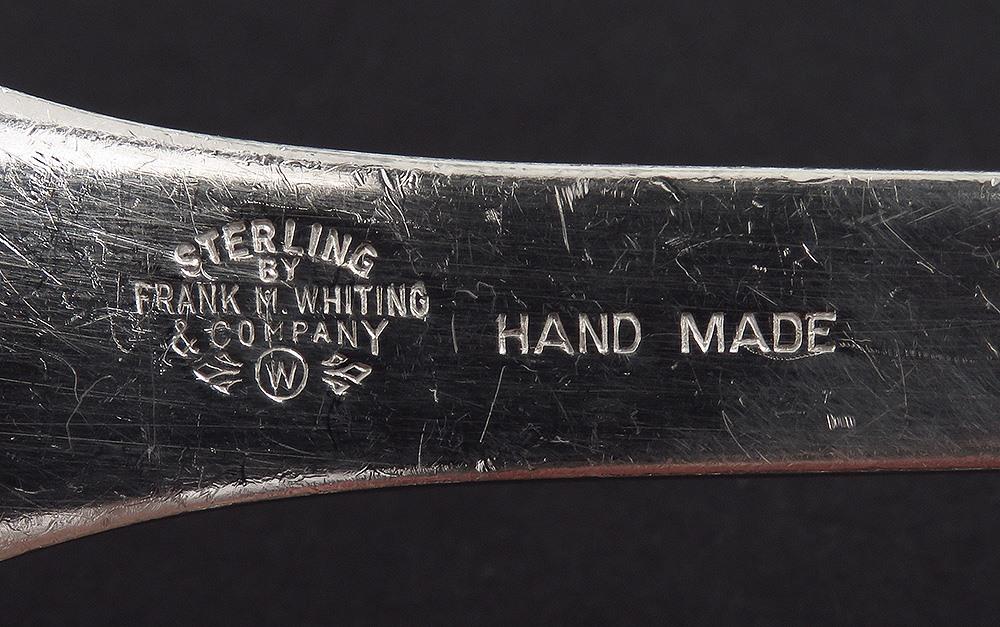 STERLING
BY
FRANK M. WHITING
& COMPANY
W
HAND MADE